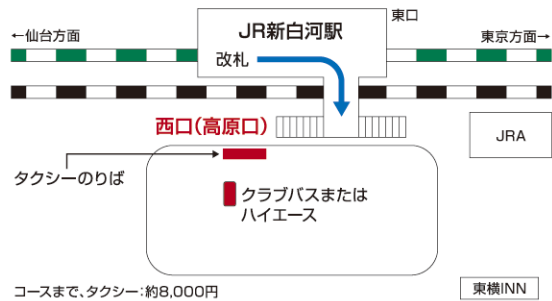 JR新白河駅
東口
←仙台方面
東京方面→
改札
西口(高原口)
JRA
タクシーのりば
クラブバスまたは
ハイエース
コースまで、タクシー:約8,000円
東横INN